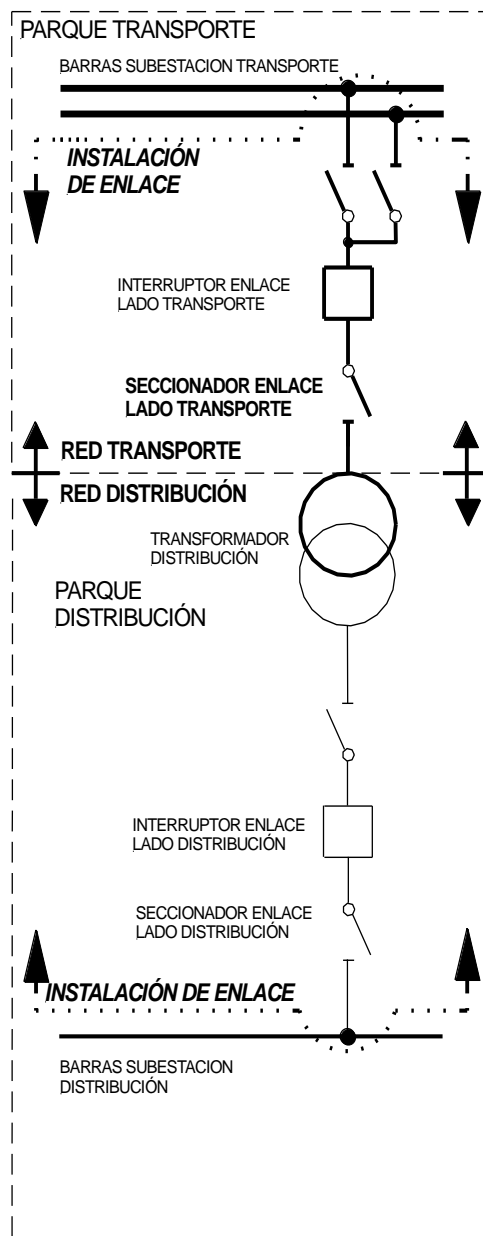 PARQUE TRANSPORTE
BARRAS SUBESTACION TRANSPORTE
INSTALACIÓN
DE ENLACE
INTERRUPTOR ENLACE
LADO TRANSPORTE
SECCIONADOR ENLACE
LADO TRANSPORTE
RED TRANSPORTE
RED DISTRIBUCIÓN
TRANSFORMADOR
DISTRIBUCIÓN
PARQUE
DISTRIBUCIÓN
INTERRUPTOR ENLACE
LADO DISTRIBUCIÓN
SECCIONADOR ENLACE
LADO DISTRIBUCIÓN
INSTALACIÓN DE ENLACE
BARRAS SUBESTACION
DISTRIBUCIÓN